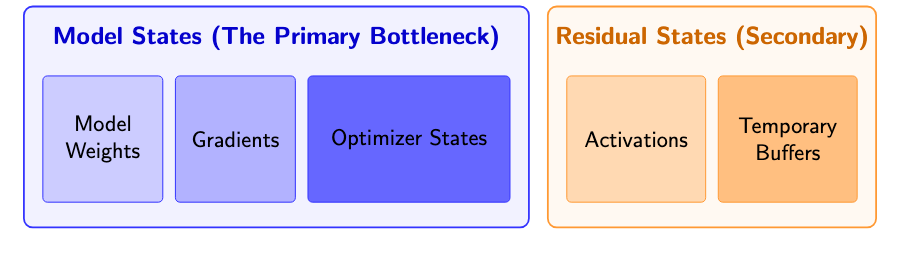 Model States (The Primary Bottleneck)
Residual States (Secondary)
Model
Weights
Gradients
Optimizer States
Activations
Temporary
Buffers